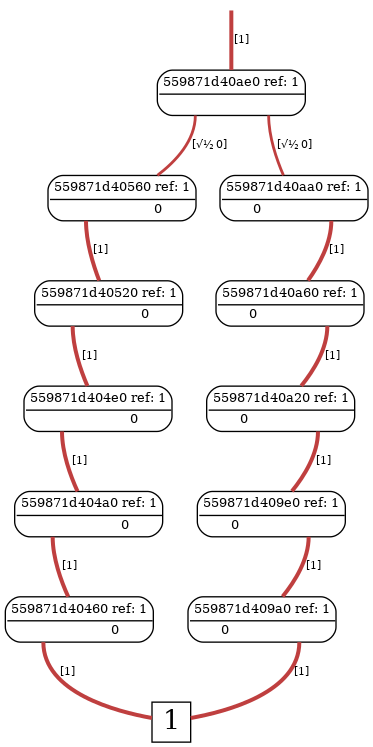 [1]
559871d40ae0 ref: 1
[√½ 0] [√½ 0]
559871d40560 ref: 1 559871d40aa0 ref: 1
0 0
[1] [1]
559871d40520 ref: 1 559871d40a60 ref: 1
0 0
[1] [1]
559871d404e0 ref: 1 559871d40a20 ref: 1
0 0
[1] [1]
559871d404a0 ref: 1 559871d409e0 ref: 1
0 0
[1] [1]
559871d40460 ref: 1 559871d409a0 ref: 1
0 0
[1] [1]
1